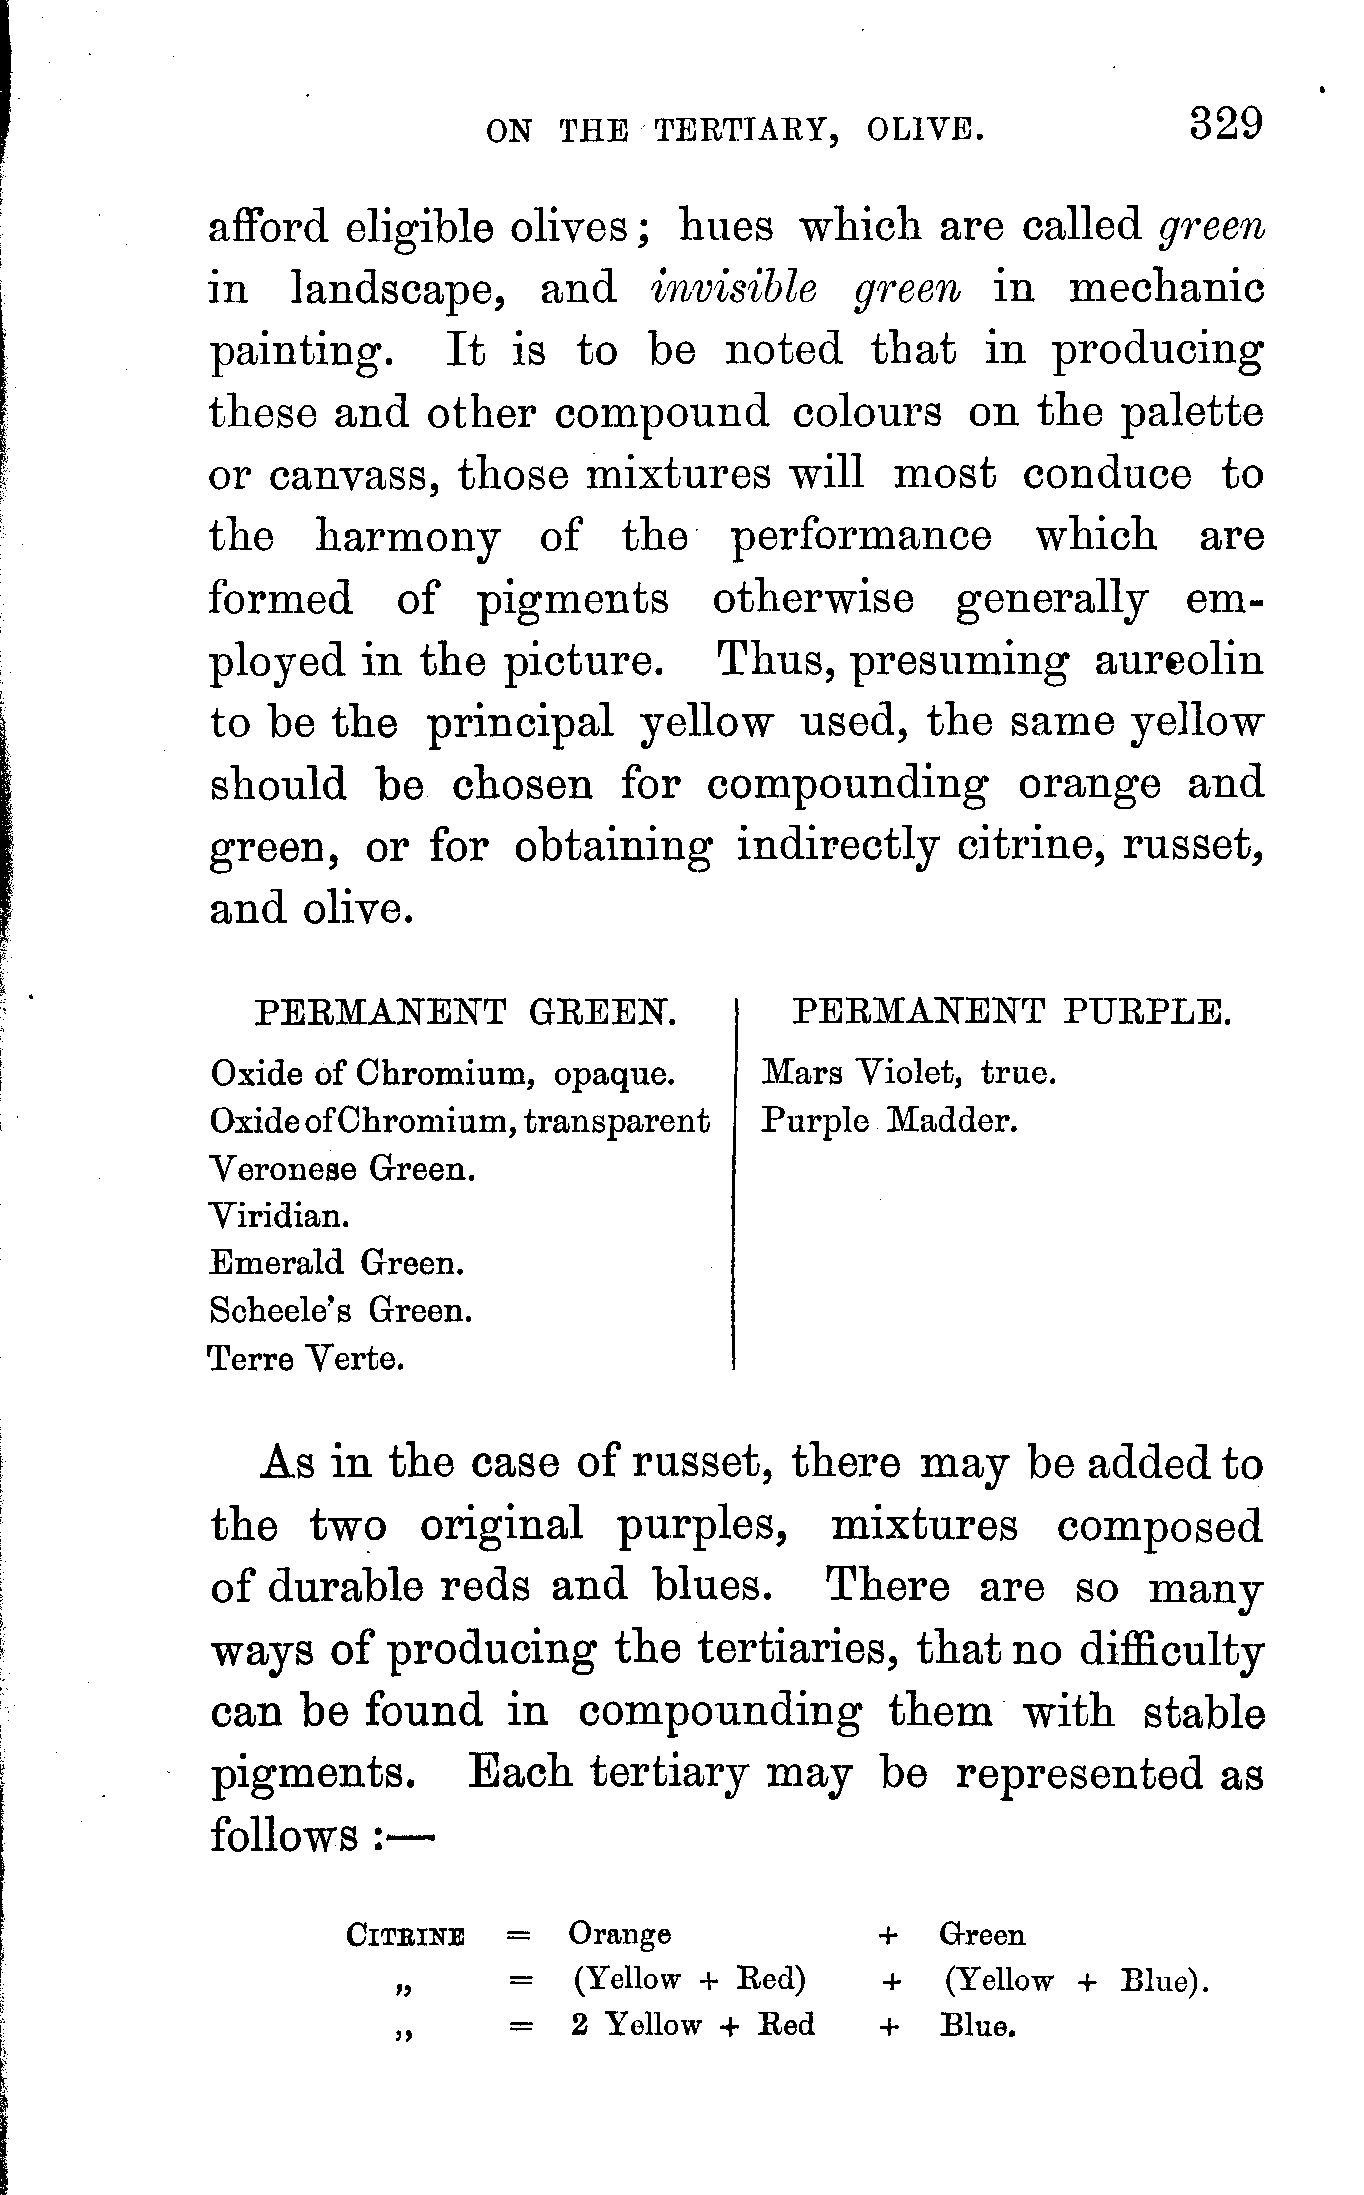 ON THE TERTIARY, OLIVE. 329
afford eligible olives; hues which are called green
in landscape, and invisible green in mechanic
painting. It is to be noted that in producing
these and other compound colours on the palette
or canvass, those mixtures will most conduce to
the harmony of the performance which are
formed of pigments otherwise generally em-
ployed in the picture. Thus, presuming aureolin
to be the principal yellow used, the same yellow
should be chosen for compounding orange and
green, or for obtaining indirectly citrine, russet,
and olive.
PERMANENT GREEN.
Oxide of Chromium, opaque.
Oxide of Chromium, transparent
Veronese Green.
Viridian.
Emerald Green.
Scheele's Green.
Terre Verte.
PERMANENT PURPLE.
Mars Violet, true.
Purple Madder.
As in the case of russet, there may be added to
the two original purples, mixtures composed
of durable reds and blues. There are so many
ways of producing the tertiaries, that no difficulty
can be found in compounding them with stable
pigments. Each tertiary may be represented as
follows :—
CITRINE = Orange + Green
„ = (Yellow + Red) + (Yellow + Blue).
„ = 2 Yellow + Red + Blue.